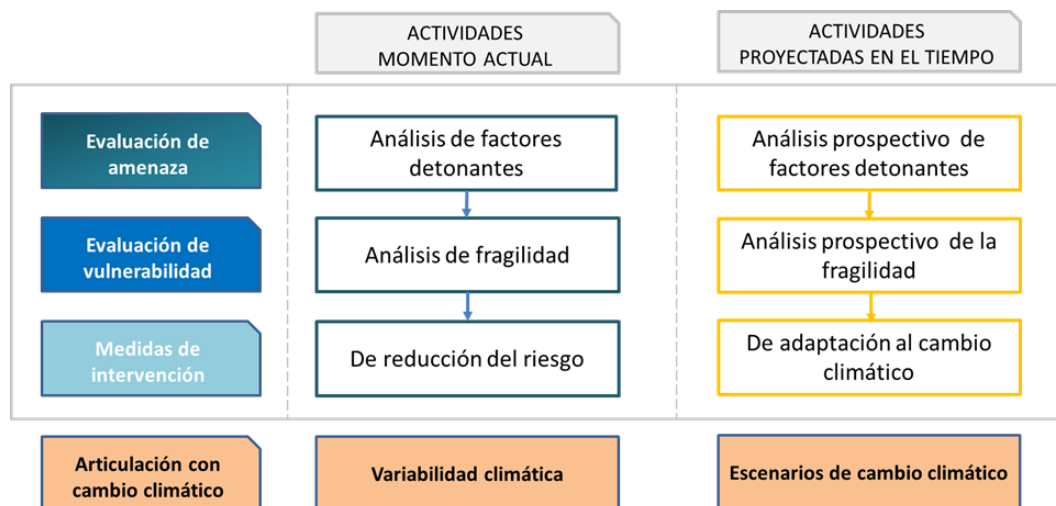 ACTIVIDADES
MOMENTO ACTUAL
ACTIVIDADES
PROYECTADAS EN EL TIEMPO
Evaluación de
amenaza
Análisis de factores
detonantes
Análisis prospectivo de
factores detonantes
Evaluación de
vulnerabilidad
Análisis de fragilidad
Análisis prospectivo de la
fragilidad
Medidas de
intervención
De reducción del riesgo
De adaptación al cambio
climático
Articulación con
cambio climático
Variabilidad climática
Escenarios de cambio climático